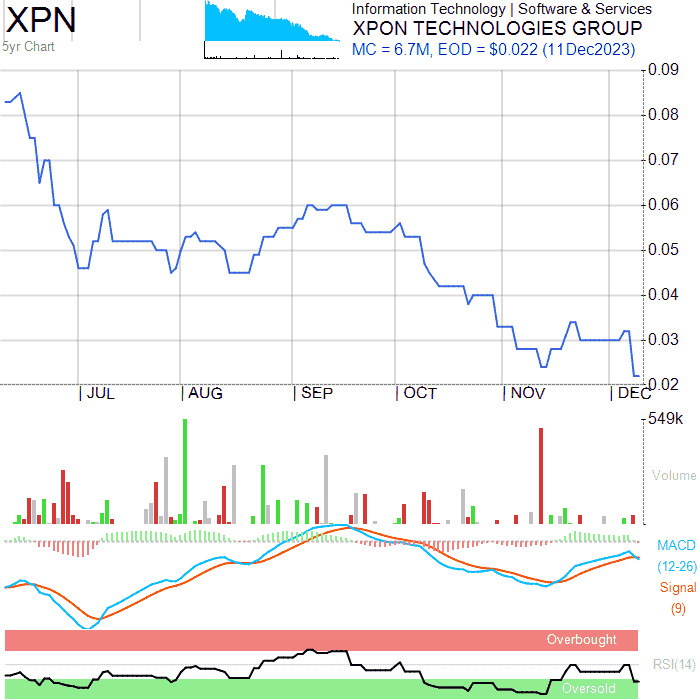 XPN
5yr Chart
Information Technology | Software & Services
XPON TECHNOLOGIES GROUP
MC = 6.7M, EOD = $0.022 (11Dec2023)
0.09
0.08
0.07
0.06
0.05
0.04
0.03
0.02
JUL
AUG
SEP
OCT
NOV
DEC
549k
Volume
MACD
(12-26)
Signal
(9)
Overbought
RSI(14)
Oversold